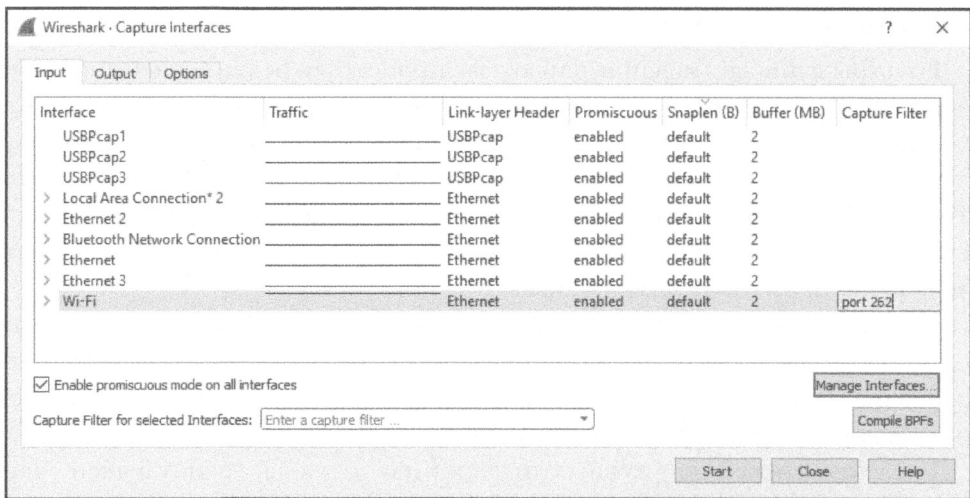 Wireshark · Capture Interfaces ? ×
Input Output Options
Interface Traffic Link-layer Header Promiscuous Snaplen (B) Buffer (MB) Capture Filter
USBPcap1 USBPcap enabled default 2
USBPcap2 USBPcap enabled default 2
USBPcap3 USBPcap enabled default 2
> Local Area Connection* 2 Ethernet enabled default 2
> Ethernet 2 Ethernet enabled default 2
> Bluetooth Network Connection Ethernet enabled default 2
> Ethernet Ethernet enabled default 2
> Ethernet 3 Ethernet enabled default 2
> Wi-Fi Ethernet enabled default 2 port 262
Enable promiscuous mode on all interfaces Manage Interfaces...
Capture Filter for selected Interfaces: Enter a capture filter ... Compile BPFs
Start Close Help